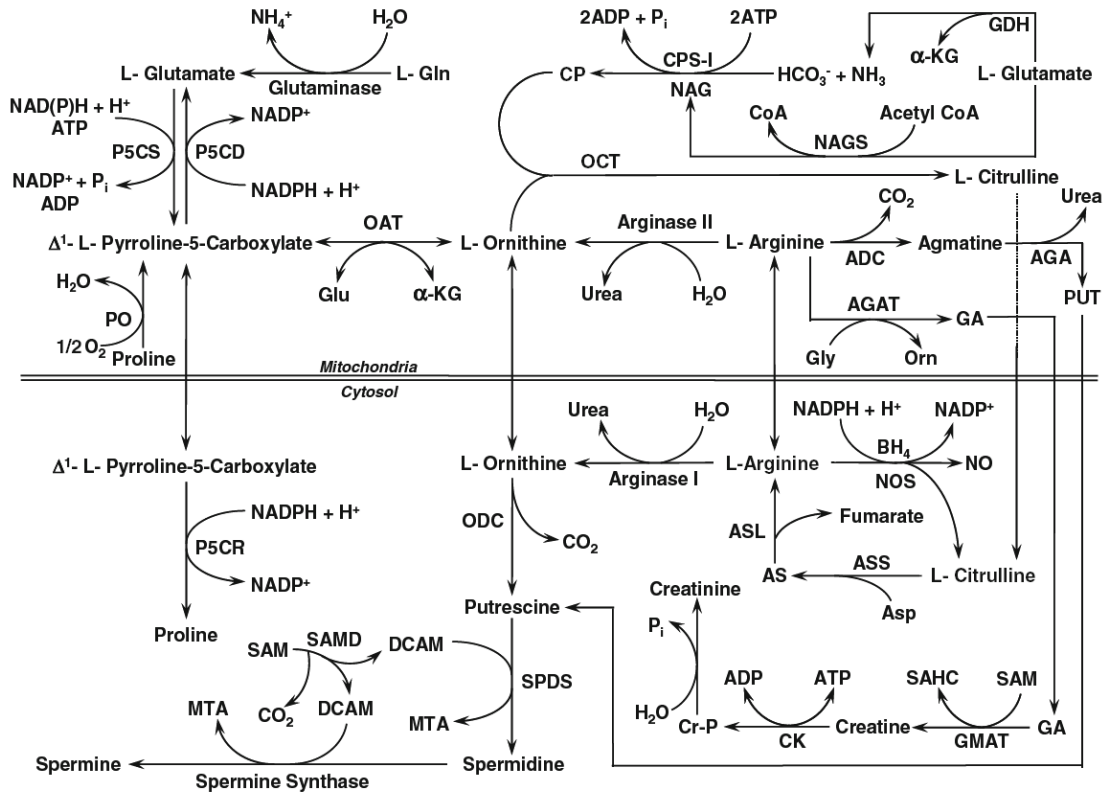 NH₄⁺ H₂O 2ADP + Pᵢ 2ATP GDH
CPS-I α-KG
L- Glutamate L- Gln CP HCO₃⁻ + NH₃ L- Glutamate
Glutaminase NAG
NAD(P)H + H⁺ NADP⁺ CoA Acetyl CoA
ATP
P5CS P5CD NAGS
OCT
NADP⁺ + Pᵢ NADPH + H⁺ L- Citrulline
ADP
CO₂ Urea
OAT Arginase II
Δ¹- L- Pyrroline-5-Carboxylate L- Ornithine L- Arginine Agmatine
ADC AGA
H₂O Glu α-KG Urea H₂O PUT
AGAT
PO GA
1/2O₂ Proline Gly Orn
Mitochondria
Cytosol
Urea H₂O NADPH + H⁺ NADP⁺
BH₄
Δ¹- L- Pyrroline-5-Carboxylate L- Ornithine L-Arginine NO
Arginase I NOS
NADPH + H⁺ ODC Fumarate
ASL
P5CR CO₂
ASS
NADP⁺ AS L- Citrulline
Creatinine
Putrescine Asp
Proline Pᵢ
SAM SAMD DCAM
SPDS ADP ATP SAHC SAM
MTA CO₂ DCAM MTA H₂O
Cr-P Creatine GA
CK GMAT
Spermine Spermidine
Spermine Synthase